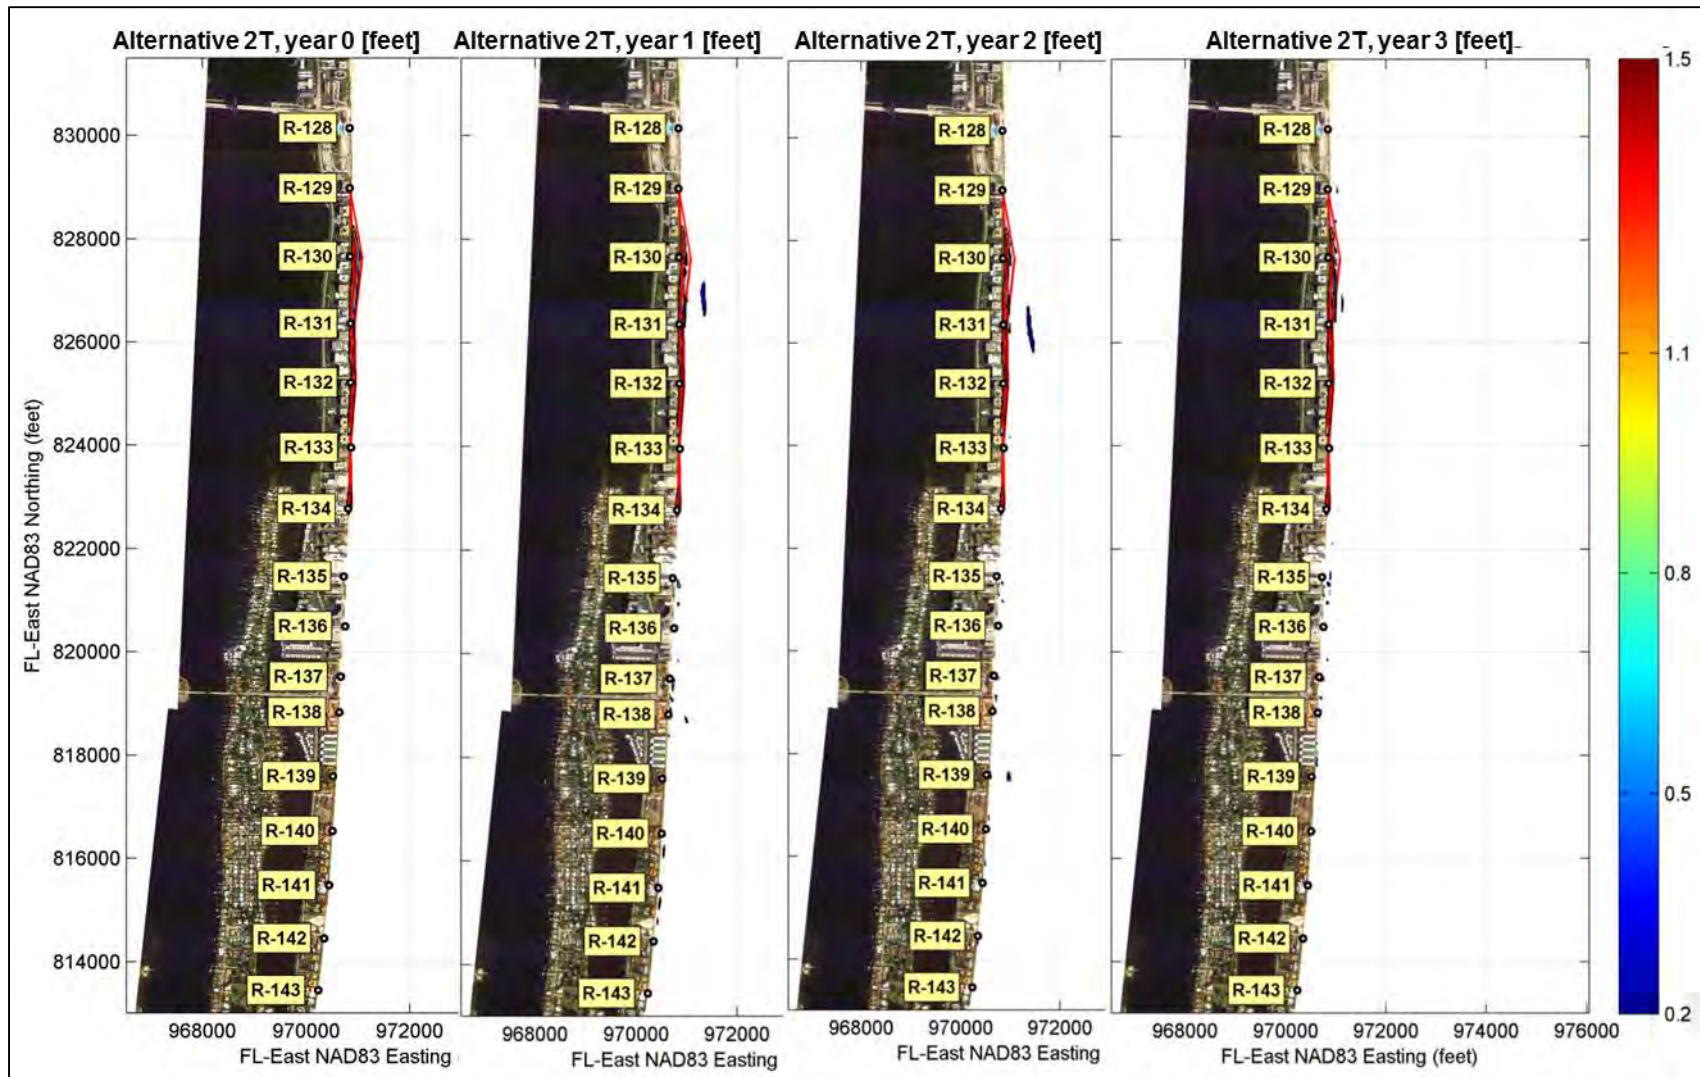 Alternative 2T, year 0 [feet]
Alternative 2T, year 1 [feet]
Alternative 2T, year 2 [feet]
Alternative 2T, year 3 [feet]
FL-East NAD83 Northing (feet)
830000
828000
826000
824000
822000
820000
818000
816000
814000
R-128
R-129
R-130
R-131
R-132
R-133
R-134
R-135
R-136
R-137
R-138
R-139
R-140
R-141
R-142
R-143
968000 970000 972000
FL-East NAD83 Easting
R-128
R-129
R-130
R-131
R-132
R-133
R-134
R-135
R-136
R-137
R-138
R-139
R-140
R-141
R-142
R-143
968000 970000 972000
FL-East NAD83 Easting
R-128
R-129
R-130
R-131
R-132
R-133
R-134
R-135
R-136
R-137
R-138
R-139
R-140
R-141
R-142
R-143
968000 970000 972000
FL-East NAD83 Easting
R-128
R-129
R-130
R-131
R-132
R-133
R-134
R-135
R-136
R-137
R-138
R-139
R-140
R-141
R-142
R-143
968000 970000 972000 974000 976000
FL-East NAD83 Easting (feet)
1.5
1.1
0.8
0.5
0.2